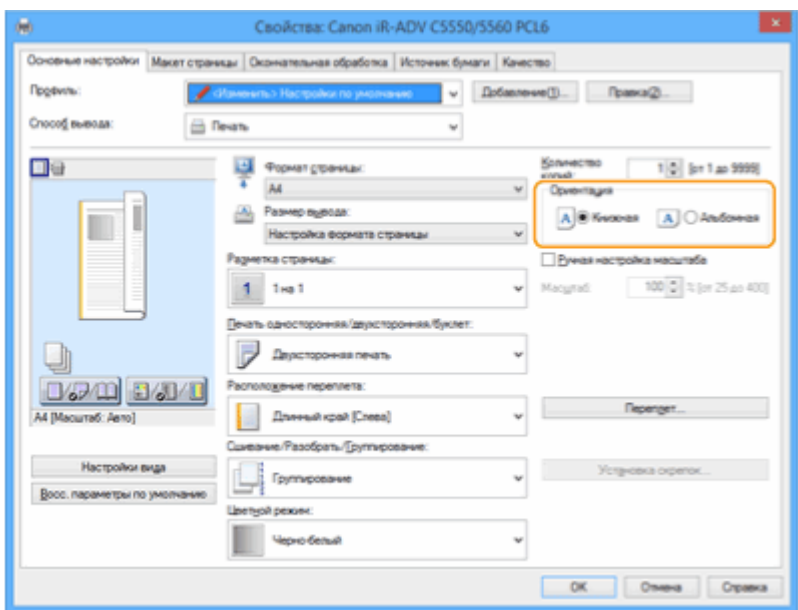 Свойства: Canon iR-ADV C5550/5560 PCL6
Основные настройки Макет страницы Окончательная обработка Источник бумаги Качество
Профиль: <Изменить> Настройки по умолчанию Добавление(1)... Правка(2)...
Способ вывода: Печать
Формат страницы:
A4
Количество копий: 1 [от 1 до 9999]
Размер вывода:
Настройка формата страницы
Ориентация
A Книжная A Альбомная
Разметка страницы:
1 1 на 1
Ручная настройка масштаба
Масштаб: 100 % [от 25 до 400]
Печать односторонняя/двухсторонняя/буклет:
Двухсторонняя печать
A4 [Масштаб: Авто]
Расположение переплета:
Длинный край [Слева]
Переплет...
Настройки вида
Восс. параметры по умолчанию
Сшивание/Разобрать/Группирование:
Группирование
Установка скрепок...
Цветной режим:
Черно-белый
OK Отмена Справка